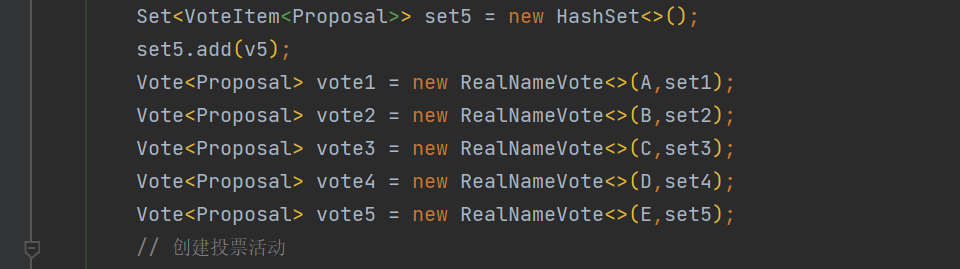 Set<VoteItem<Proposal>> set5 = new HashSet<>();
set5.add(v5);
Vote<Proposal> vote1 = new RealNameVote<>(A,set1);
Vote<Proposal> vote2 = new RealNameVote<>(B,set2);
Vote<Proposal> vote3 = new RealNameVote<>(C,set3);
Vote<Proposal> vote4 = new RealNameVote<>(D,set4);
Vote<Proposal> vote5 = new RealNameVote<>(E,set5);
// 创建投票活动